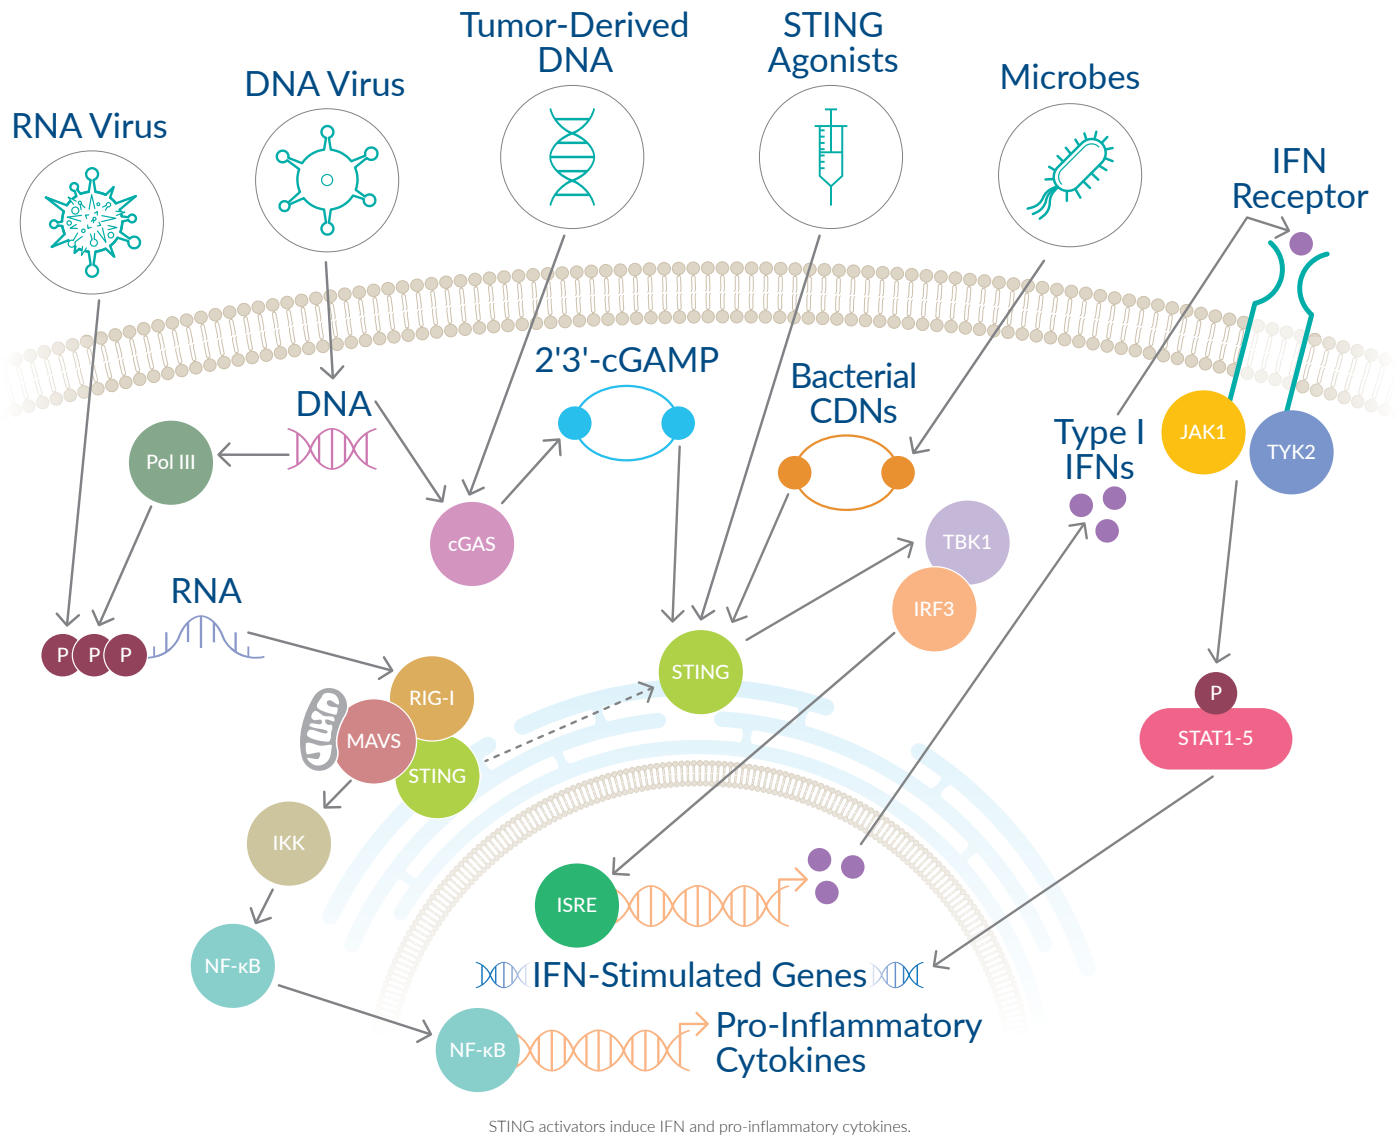 Tumor-Derived
DNA
STING
Agonists
DNA Virus
Microbes
RNA Virus
IFN
Receptor
2'3'-cGAMP
Bacterial
CDNs
DNA
Type I
IFNs
JAK1
TYK2
Pol III
cGAS
TBK1
IRF3
RNA
P
P
P
STING
RIG-I
MAVS
STING
P
STAT1-5
IKK
ISRE
NF-κB
IFN-Stimulated Genes
NF-κB
Pro-Inflammatory
Cytokines
STING activators induce IFN and pro-inflammatory cytokines.